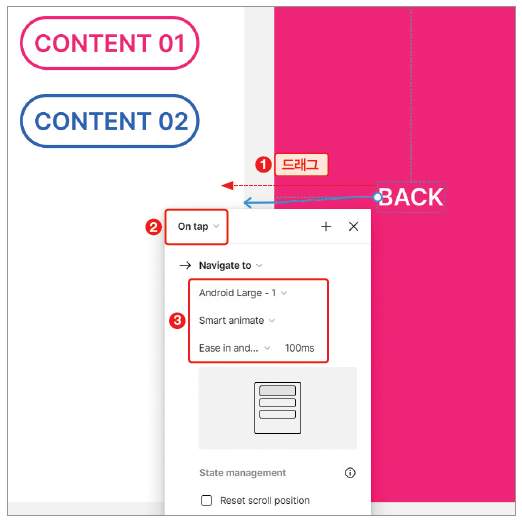 CONTENT 01
CONTENT 02
1 드래그
BACK
2 On tap
Navigate to
3
Android Large - 1
Smart animate
Ease in and... 100ms
State management
Reset scroll position